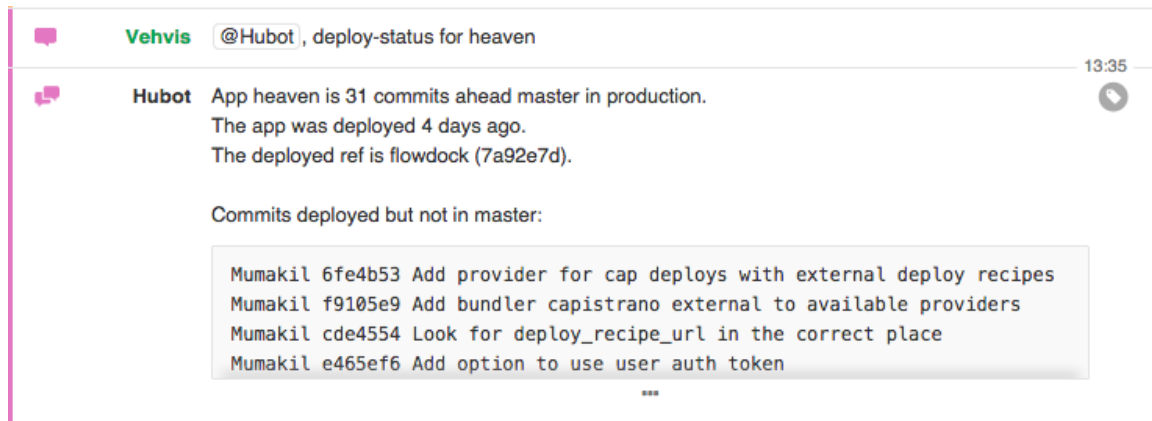 Vehvis @Hubot, deploy-status for heaven
13:35
Hubot App heaven is 31 commits ahead master in production.
The app was deployed 4 days ago.
The deployed ref is flowdock (7a92e7d).
Commits deployed but not in master:
Mumakil 6fe4b53 Add provider for cap deploys with external deploy recipes
Mumakil f9105e9 Add bundler capistrano external to available providers
Mumakil cde4554 Look for deploy_recipe_url in the correct place
Mumakil e465ef6 Add option to use user auth token